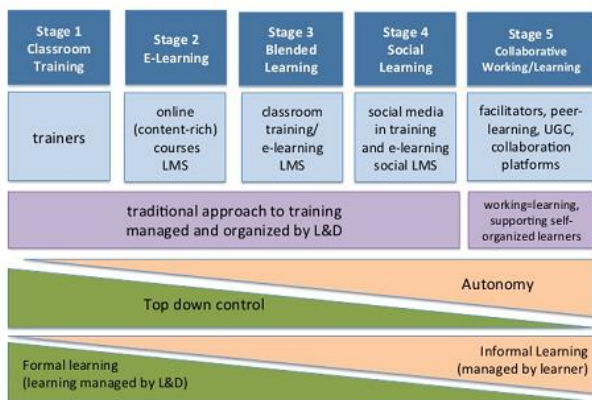 Stage 1
Classroom
Training
Stage 2
E-Learning
Stage 3
Blended
Learning
Stage 4
Social
Learning
Stage 5
Collaborative
Working/Learning
trainers
online
(content-rich)
courses
LMS
classroom
training/
e-learning
LMS
social media
in training
and e-learning
social LMS
facilitators, peer-
learning, UGC,
collaboration
platforms
traditional approach to training
managed and organized by L&D
working=learning,
supporting self-
organized learners
Autonomy
Top down control
Informal Learning
(managed by learner)
Formal learning
(learning managed by L&D)